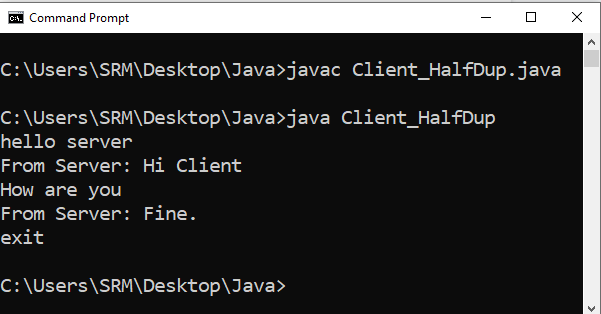 Command Prompt
C:\Users\SRM\Desktop\Java>javac Client_HalfDup.java
C:\Users\SRM\Desktop\Java>java Client_HalfDup
hello server
From Server: Hi Client
How are you
From Server: Fine.
exit
C:\Users\SRM\Desktop\Java>